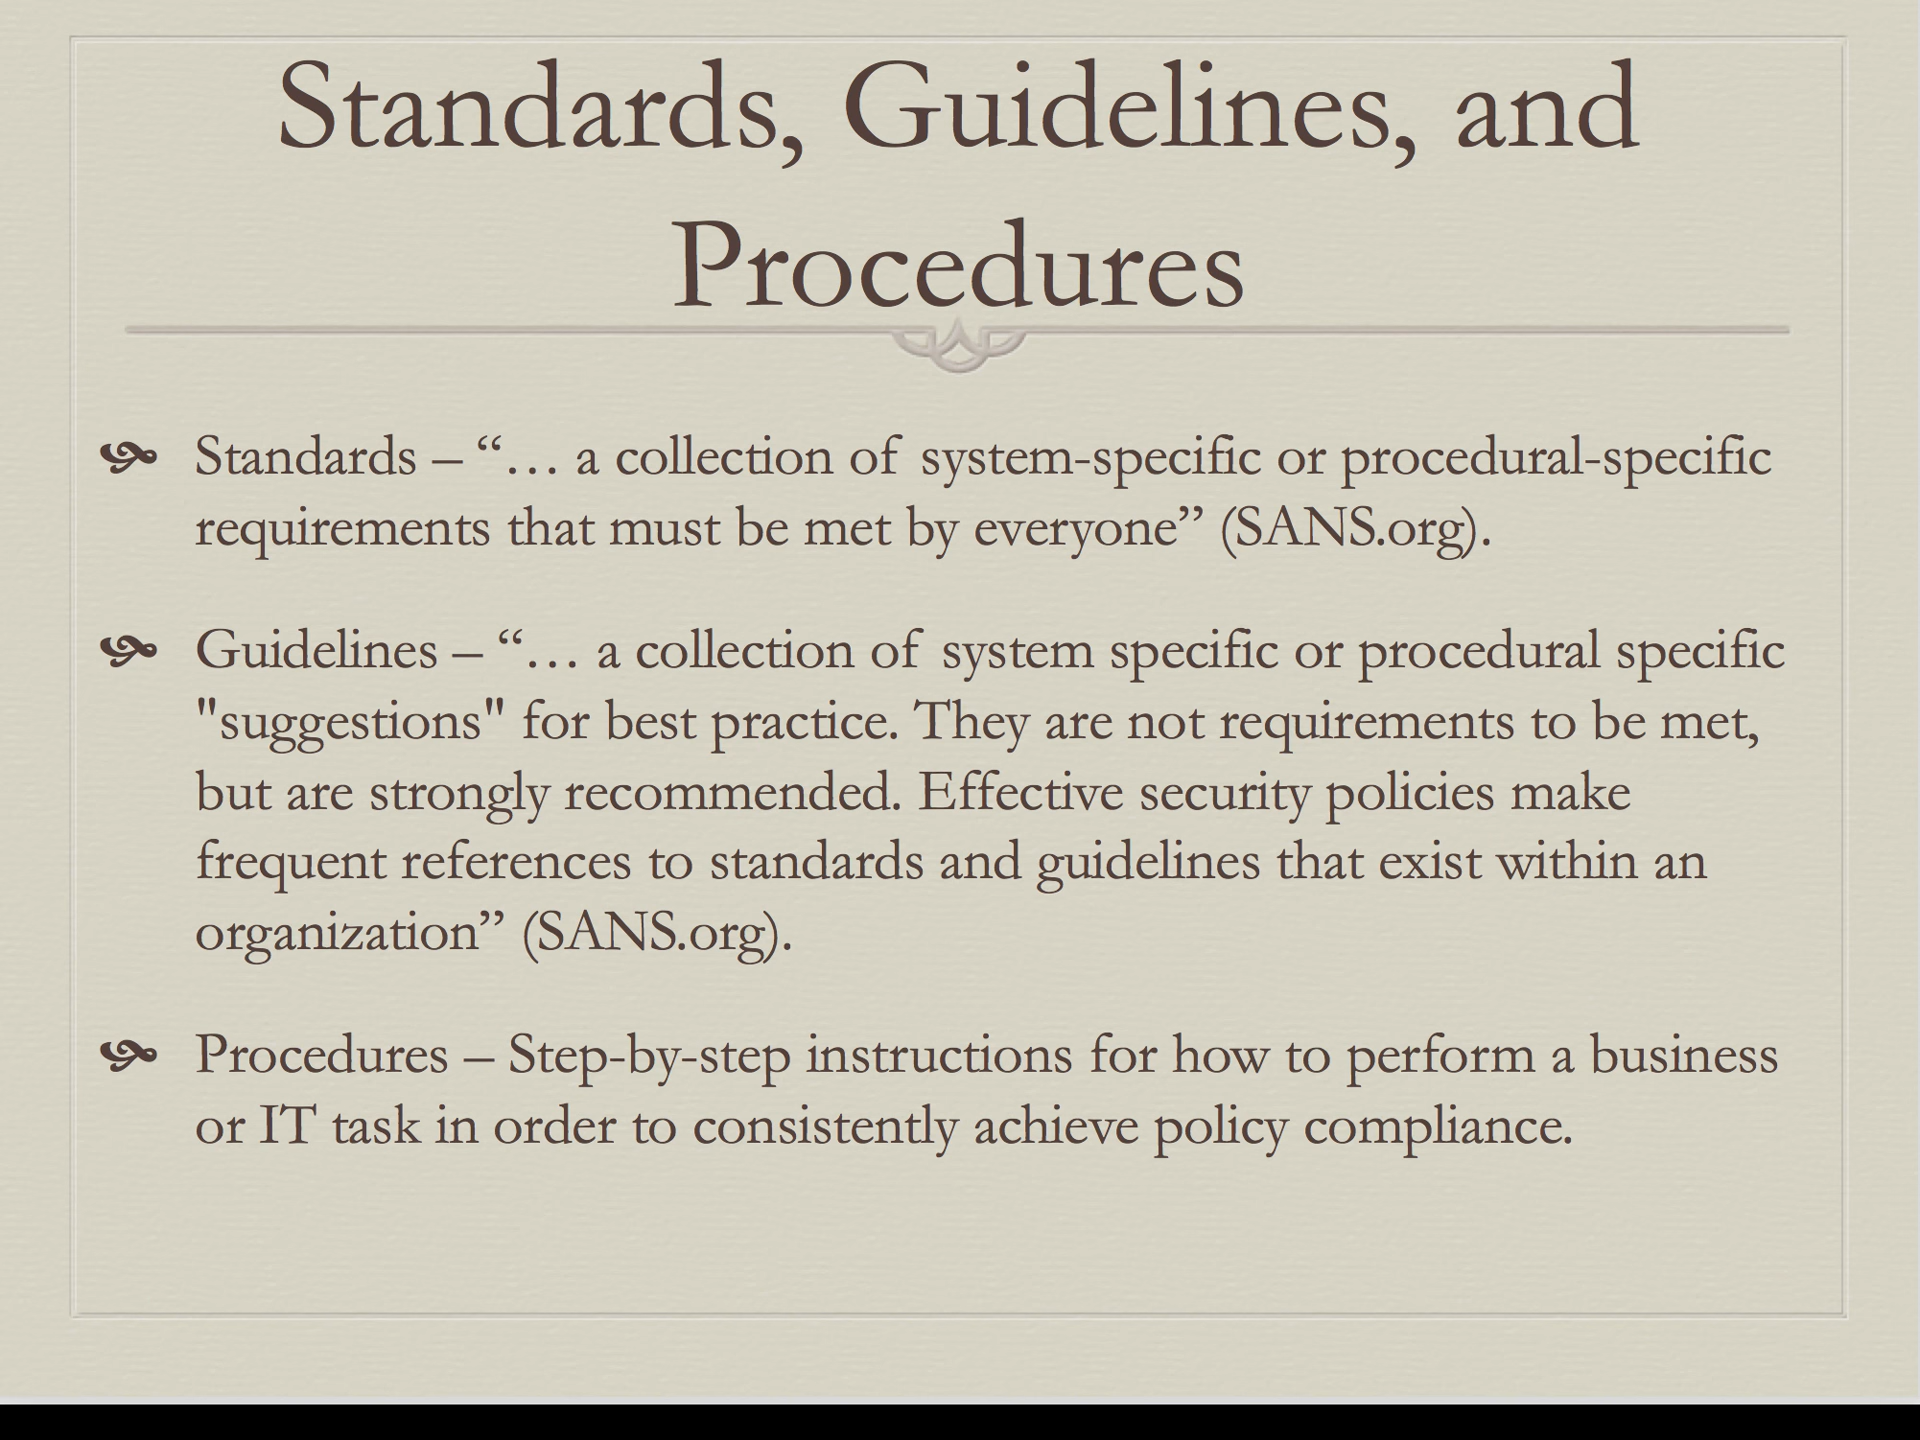 Standards, Guidelines, and
Procedures
Standards – “… a collection of system-specific or procedural-specific
requirements that must be met by everyone” (SANS.org).
Guidelines – “… a collection of system specific or procedural specific
"suggestions" for best practice. They are not requirements to be met,
but are strongly recommended. Effective security policies make
frequent references to standards and guidelines that exist within an
organization” (SANS.org).
Procedures – Step-by-step instructions for how to perform a business
or IT task in order to consistently achieve policy compliance.